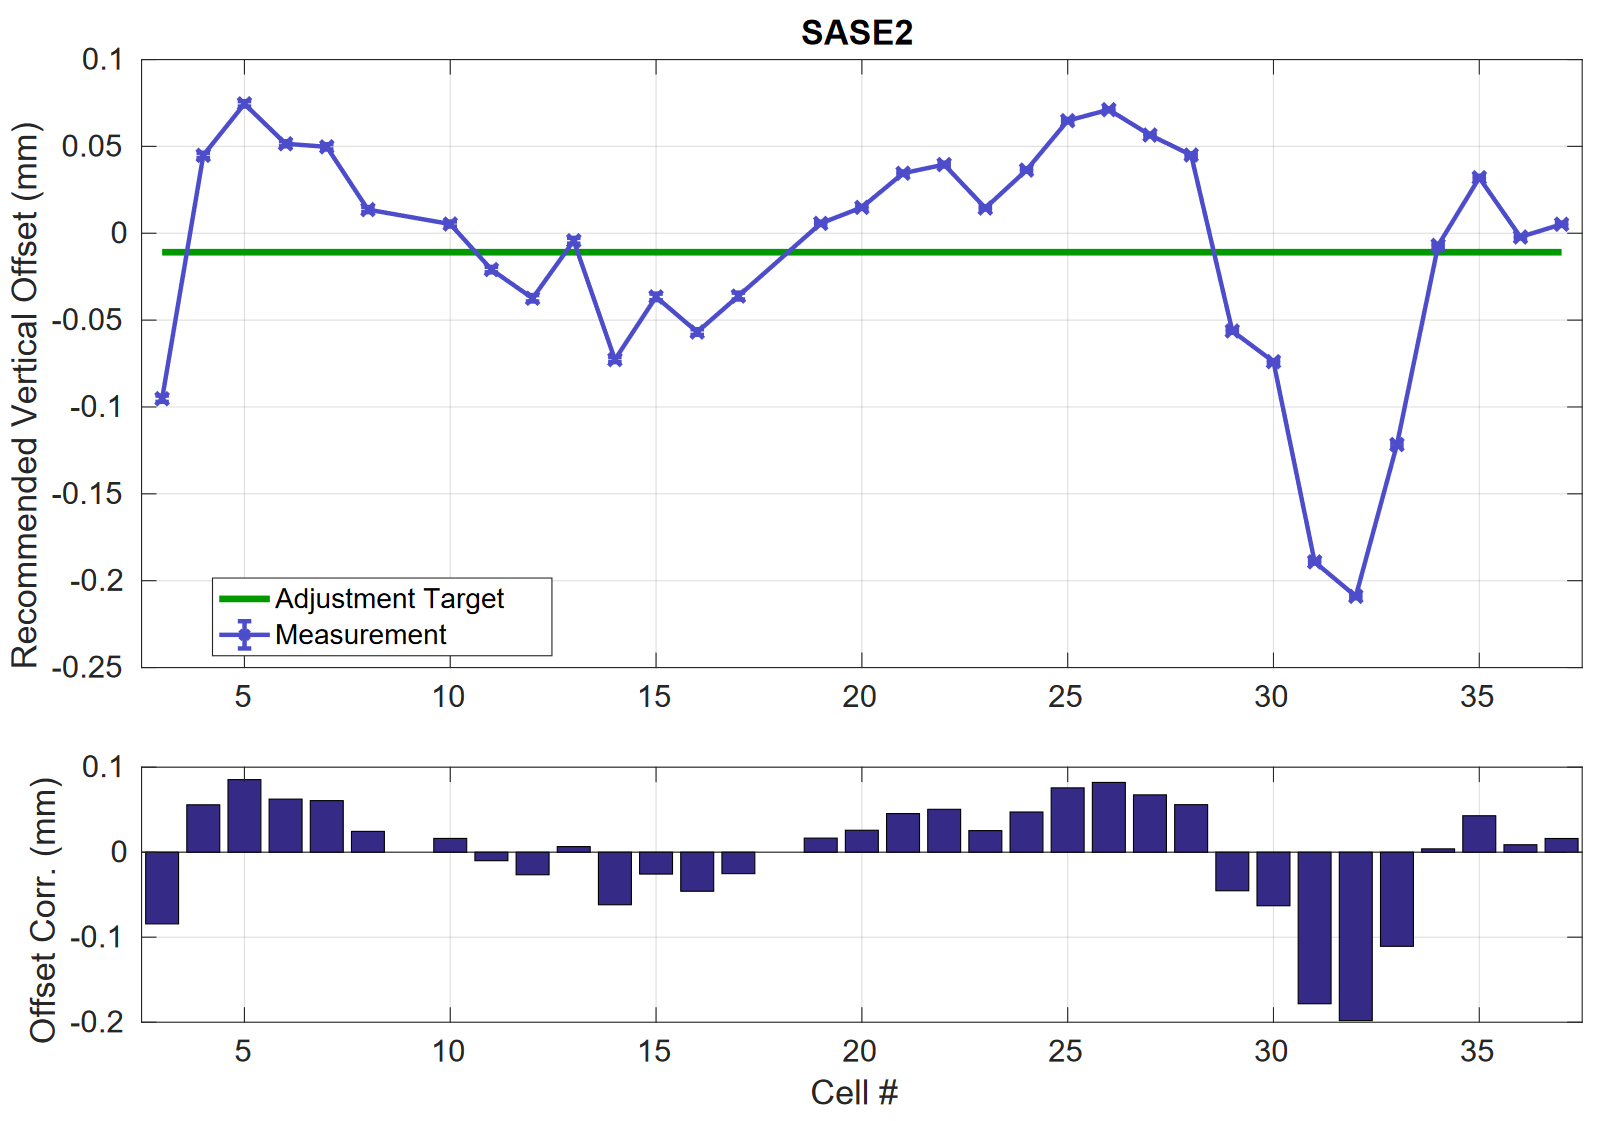 SASE2
Recommended Vertical Offset (mm)
0.1
0.05
0
-0.05
-0.1
-0.15
-0.2
-0.25
Adjustment Target
Measurement
5 10 15 20 25 30 35
Offset Corr. (mm)
0.1
0
-0.1
-0.2
5 10 15 20 25 30 35
Cell #